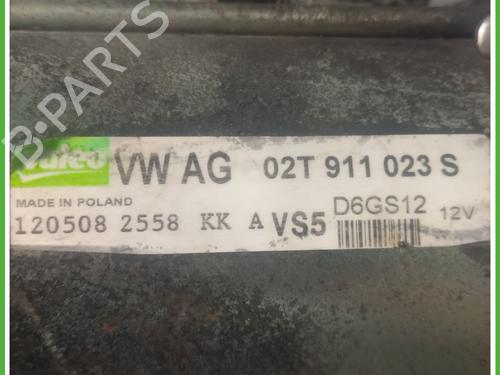 B-PARTS
Valeo VW AG 02T 911 023 S
MADE IN POLAND
120508 2558 KK A VS5 D6GS12 12V